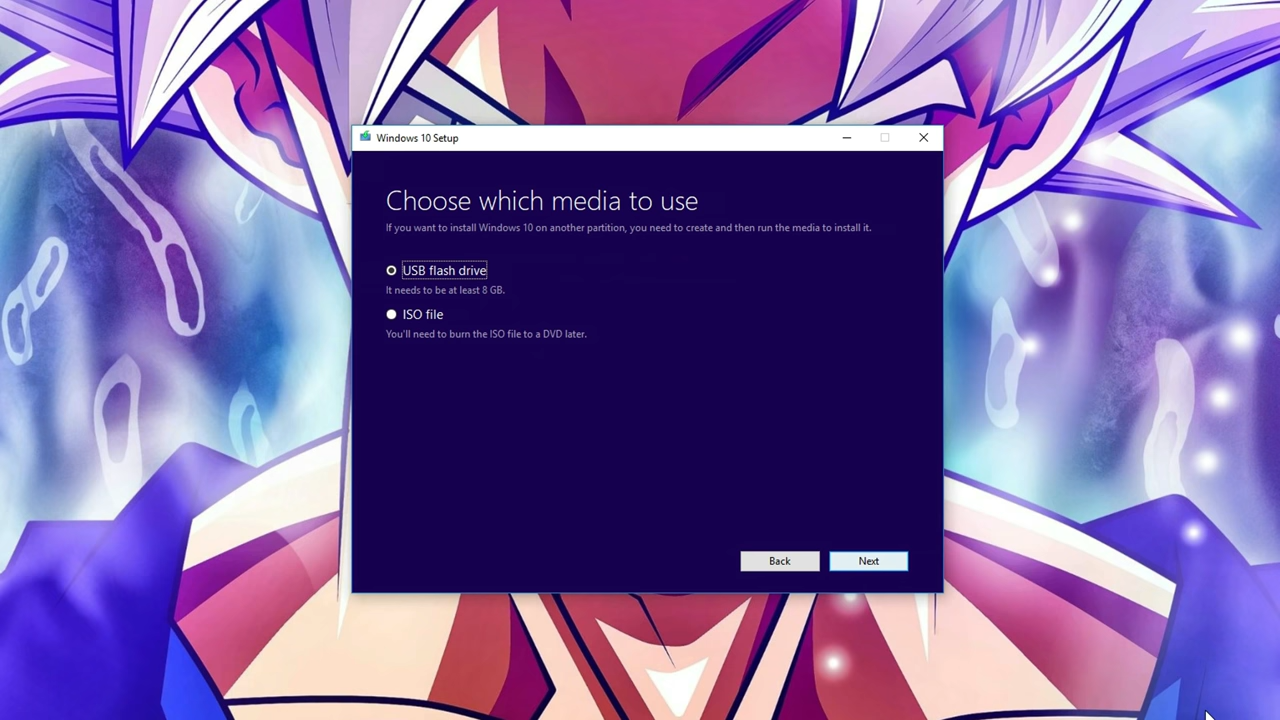 Windows 10 Setup
Choose which media to use
If you want to install Windows 10 on another partition, you need to create and then run the media to install it.
USB flash drive
It needs to be at least 8 GB.
ISO file
You'll need to burn the ISO file to a DVD later.
Back Next